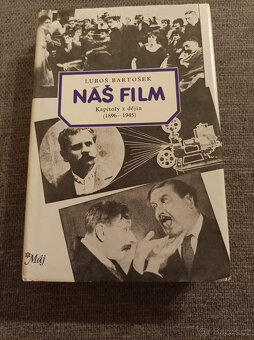 LUBOŠ BARTOŠEK
NÁŠ FILM
Kapitoly z dějin
(1896 – 1945)
Máj